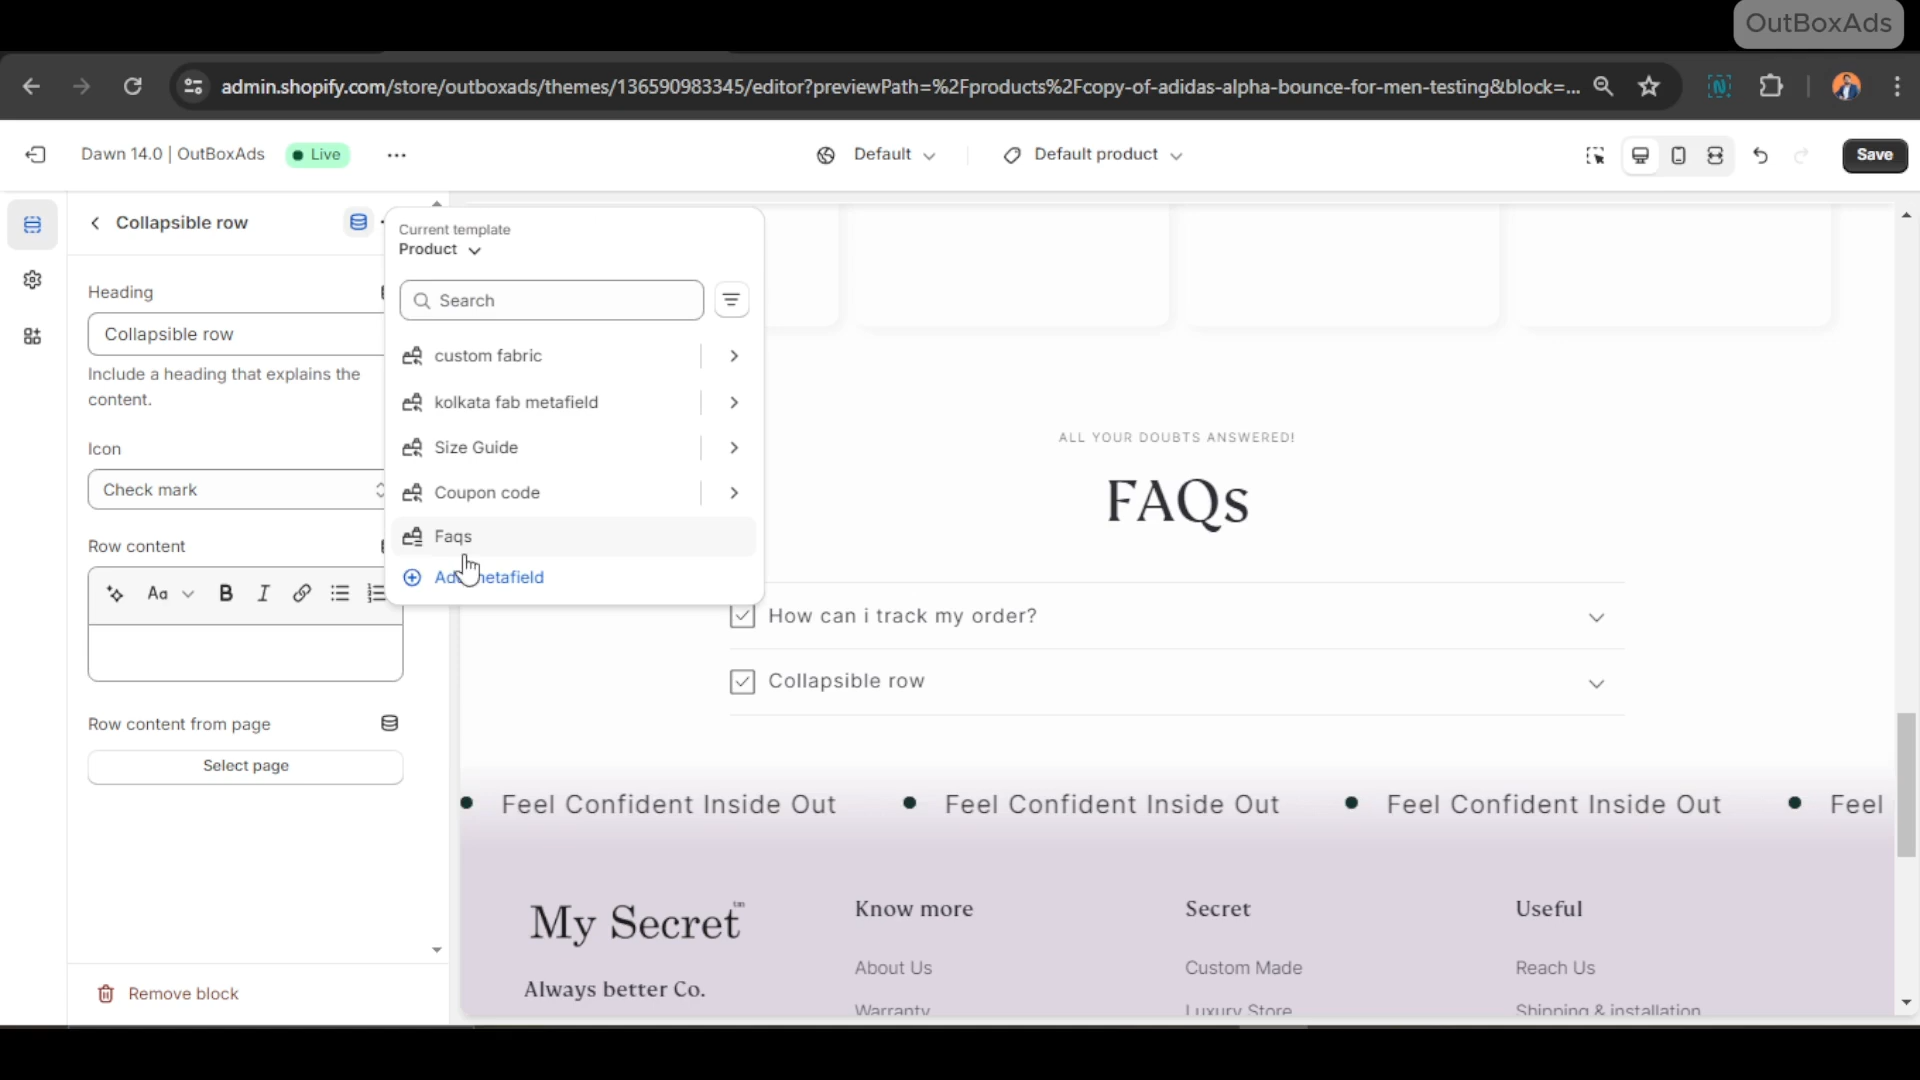 OutBoxAds
admin.shopify.com/store/outboxads/themes/136590983345/editor?previewPath=%2Fproducts%2Fcopy-of-adidas-alpha-bounce-for-men-testing&block=...
Dawn 14.0 | OutBoxAds
Live
Default
Default product
Save
Collapsible row
Current template
Product
Search
custom fabric
kolkata fab metafield
Size Guide
Coupon code
Faqs
Add metafield
Heading
Collapsible row
Include a heading that explains the
content.
Icon
Check mark
Row content
Aa
B I
Row content from page
Select page
Remove block
ALL YOUR DOUBTS ANSWERED!
FAQs
How can i track my order?
Collapsible row
Feel Confident Inside Out
Feel Confident Inside Out
Feel Confident Inside Out
Feel
My Secret™
Always better Co.
Know more
About Us
Warranty
Secret
Custom Made
Luxury Store
Useful
Reach Us
Shipping & installation